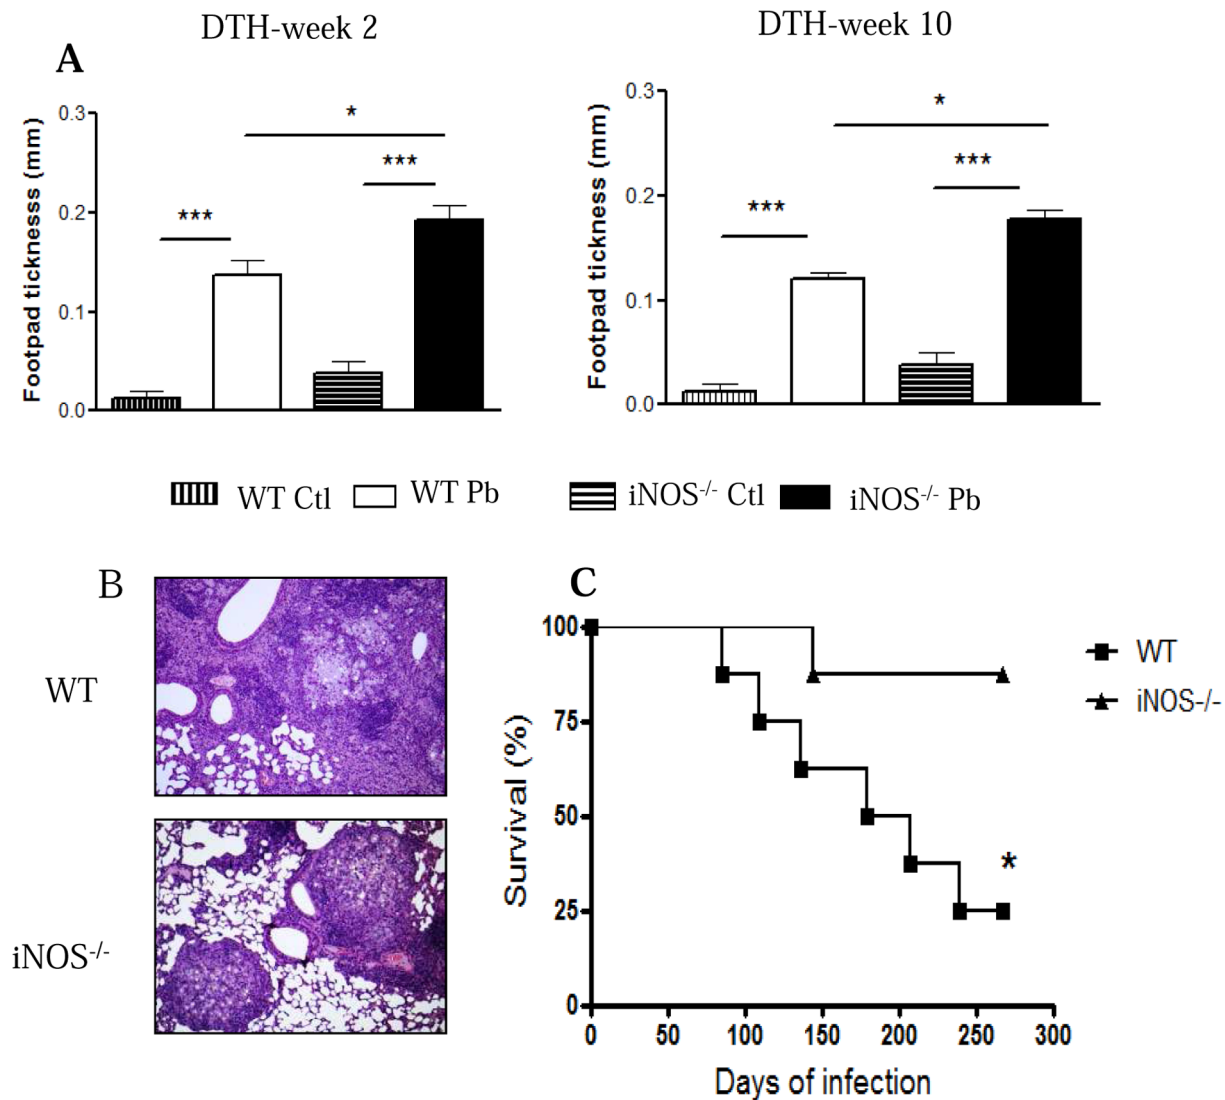 DTH-week 2
DTH-week 10
A
Footpad ticknesss (mm)
0.3
0.2
0.1
0.0
***
***
*
Footpad tickness (mm)
0.3
0.2
0.1
0.0
***
***
*
WT Ctl
WT Pb
iNOS-/- Ctl
iNOS-/- Pb
B
WT
iNOS-/-
C
Survival (%)
100
75
50
25
0
0 50 100 150 200 250 300
Days of infection
*
WT
iNOS-/-